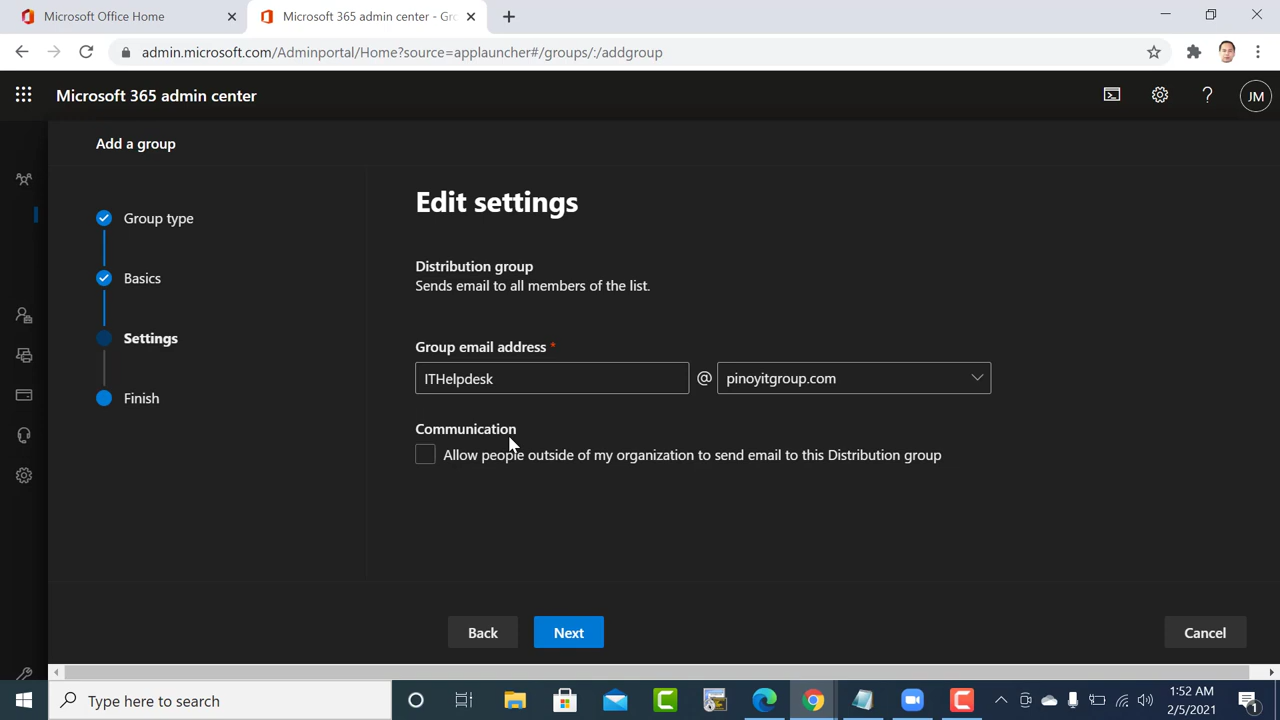 Microsoft Office Home
Microsoft 365 admin center - Gro
admin.microsoft.com/Adminportal/Home?source=applauncher#/groups/:/addgroup
Microsoft 365 admin center
JM
Add a group
Group type
Basics
Settings
Finish
Edit settings
Distribution group
Sends email to all members of the list.
Group email address *
ITHelpdesk @ pinoyitgroup.com
Communication
Allow people outside of my organization to send email to this Distribution group
Back Next Cancel
Type here to search
1:52 AM
2/5/2021
1